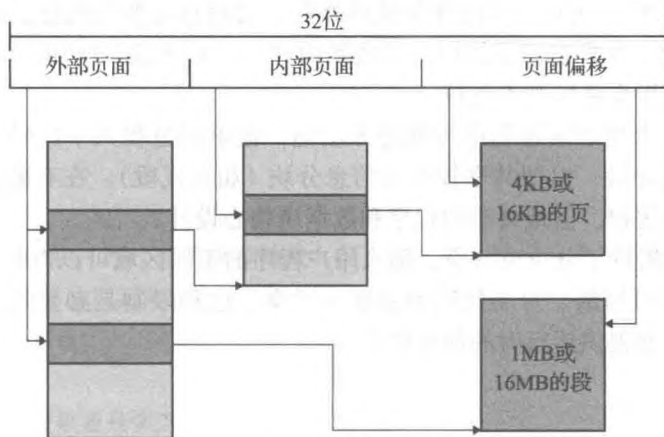 32位
外部页面
内部页面
页面偏移
4KB或
16KB的页
1MB或
16MB的段